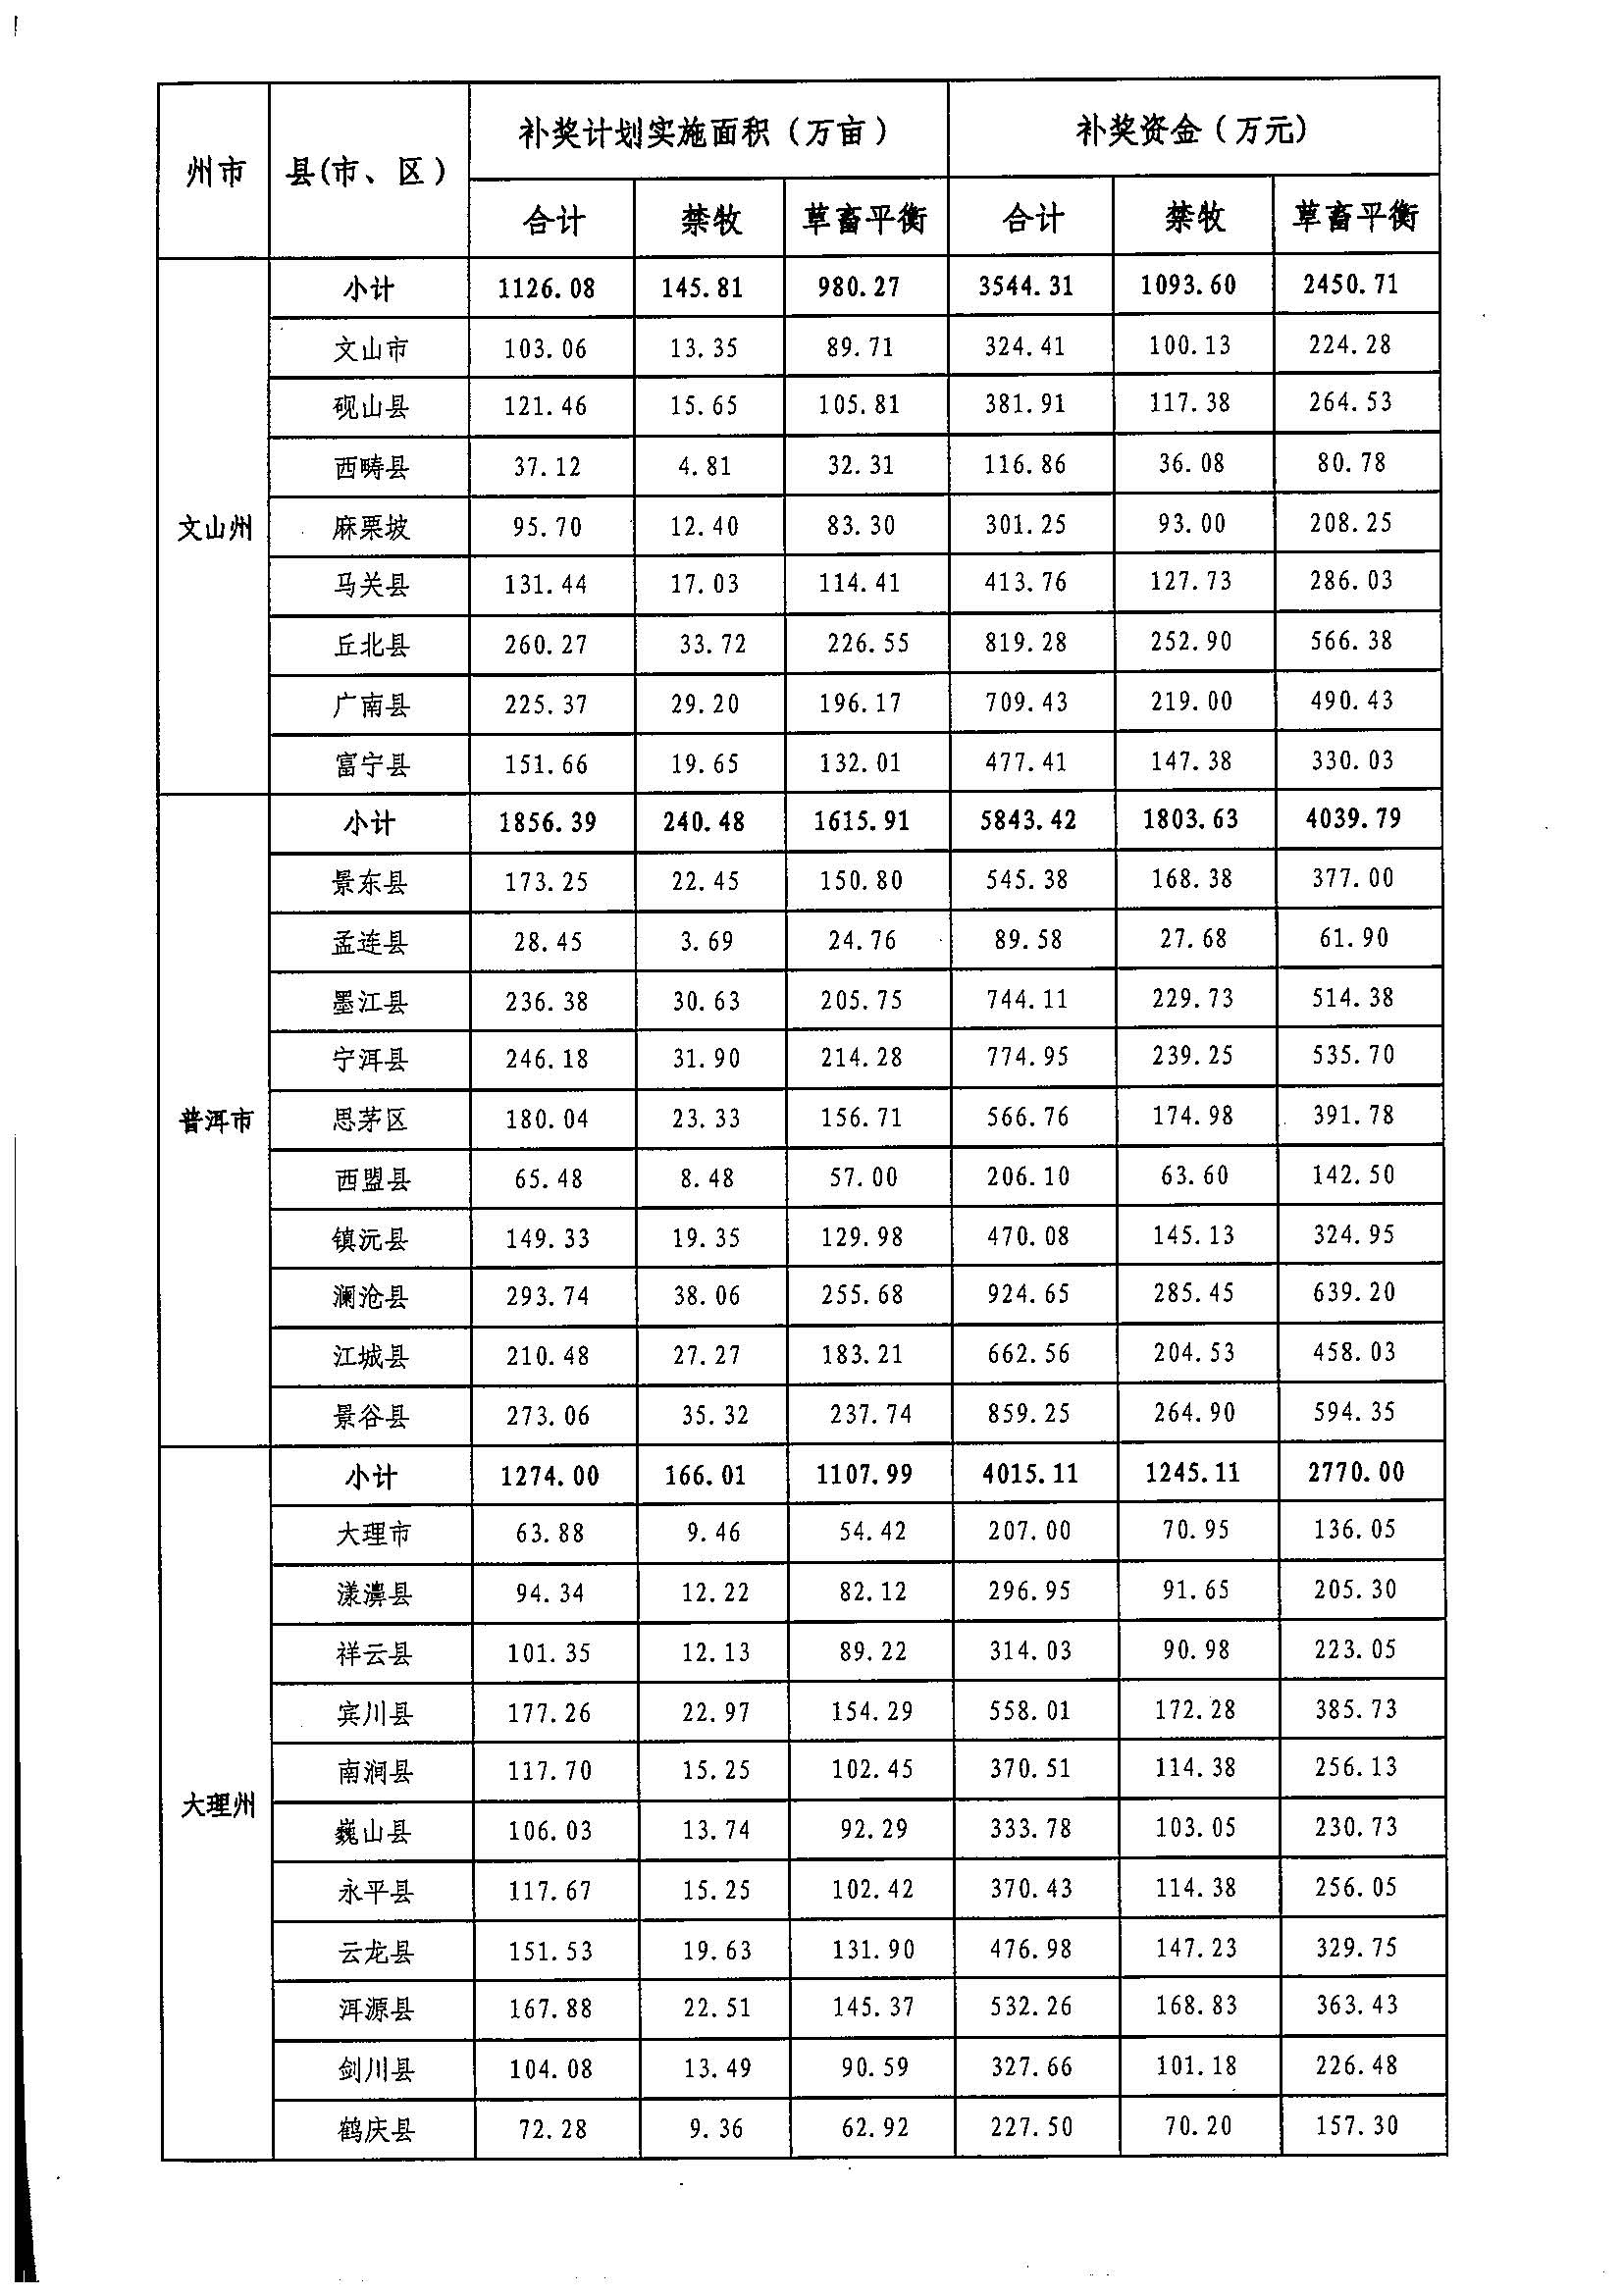 州市 县(市、区) 补奖计划实施面积(万亩) 补奖资金(万元)
合计 禁牧 草畜平衡 合计 禁牧 草畜平衡
文山州 小计 1126.08 145.81 980.27 3544.31 1093.60 2450.71
文山市 103.06 13.35 89.71 324.41 100.13 224.28
砚山县 121.46 15.65 105.81 381.91 117.38 264.53
西畴县 37.12 4.81 32.31 116.86 36.08 80.78
麻栗坡 95.70 12.40 83.30 301.25 93.00 208.25
马关县 131.44 17.03 114.41 413.76 127.73 286.03
丘北县 260.27 33.72 226.55 819.28 252.90 566.38
广南县 225.37 29.20 196.17 709.43 219.00 490.43
富宁县 151.66 19.65 132.01 477.41 147.38 330.03
普洱市 小计 1856.39 240.48 1615.91 5843.42 1803.63 4039.79
景东县 173.25 22.45 150.80 545.38 168.38 377.00
孟连县 28.45 3.69 24.76 89.58 27.68 61.90
墨江县 236.38 30.63 205.75 744.11 229.73 514.38
宁洱县 246.18 31.90 214.28 774.95 239.25 535.70
思茅区 180.04 23.33 156.71 566.76 174.98 391.78
西盟县 65.48 8.48 57.00 206.10 63.60 142.50
镇沅县 149.33 19.35 129.98 470.08 145.13 324.95
澜沧县 293.74 38.06 255.68 924.65 285.45 639.20
江城县 210.48 27.27 183.21 662.56 204.53 458.03
景谷县 273.06 35.32 237.74 859.25 264.90 594.35
大理州 小计 1274.00 166.01 1107.99 4015.11 1245.11 2770.00
大理市 63.88 9.46 54.42 207.00 70.95 136.05
漾濞县 94.34 12.22 82.12 296.95 91.65 205.30
祥云县 101.35 12.13 89.22 314.03 90.98 223.05
宾川县 177.26 22.97 154.29 558.01 172.28 385.73
南涧县 117.70 15.25 102.45 370.51 114.38 256.13
巍山县 106.03 13.74 92.29 333.78 103.05 230.73
永平县 117.67 15.25 102.42 370.43 114.38 256.05
云龙县 151.53 19.63 131.90 476.98 147.23 329.75
洱源县 167.88 22.51 145.37 532.26 168.83 363.43
剑川县 104.08 13.49 90.59 327.66 101.18 226.48
鹤庆县 72.28 9.36 62.92 227.50 70.20 157.30